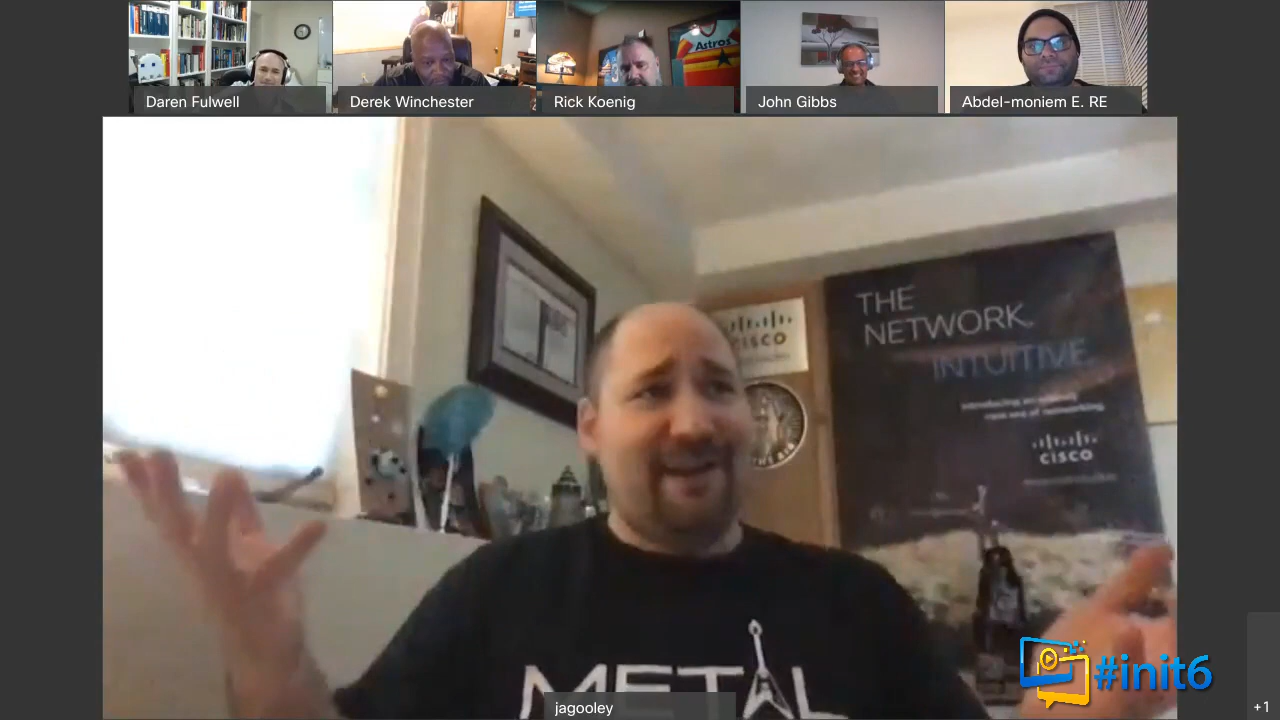 Astros
Daren Fulwell
Derek Winchester
Rick Koenig
John Gibbs
Abdel-moniem E. RE
THE
NETWORK.
INTUITIVE.
CISCO
CISCO
METAL
jagooley
#init6
+1